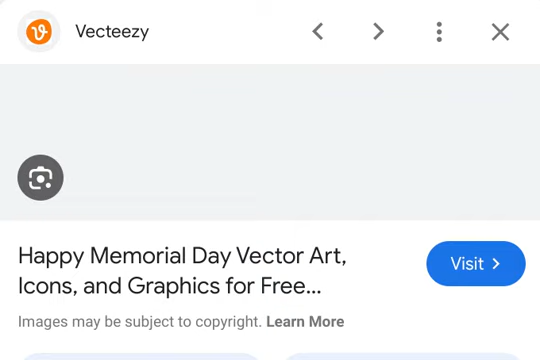 Vecteezy
Happy Memorial Day Vector Art,
Icons, and Graphics for Free...
Visit
Images may be subject to copyright. Learn More